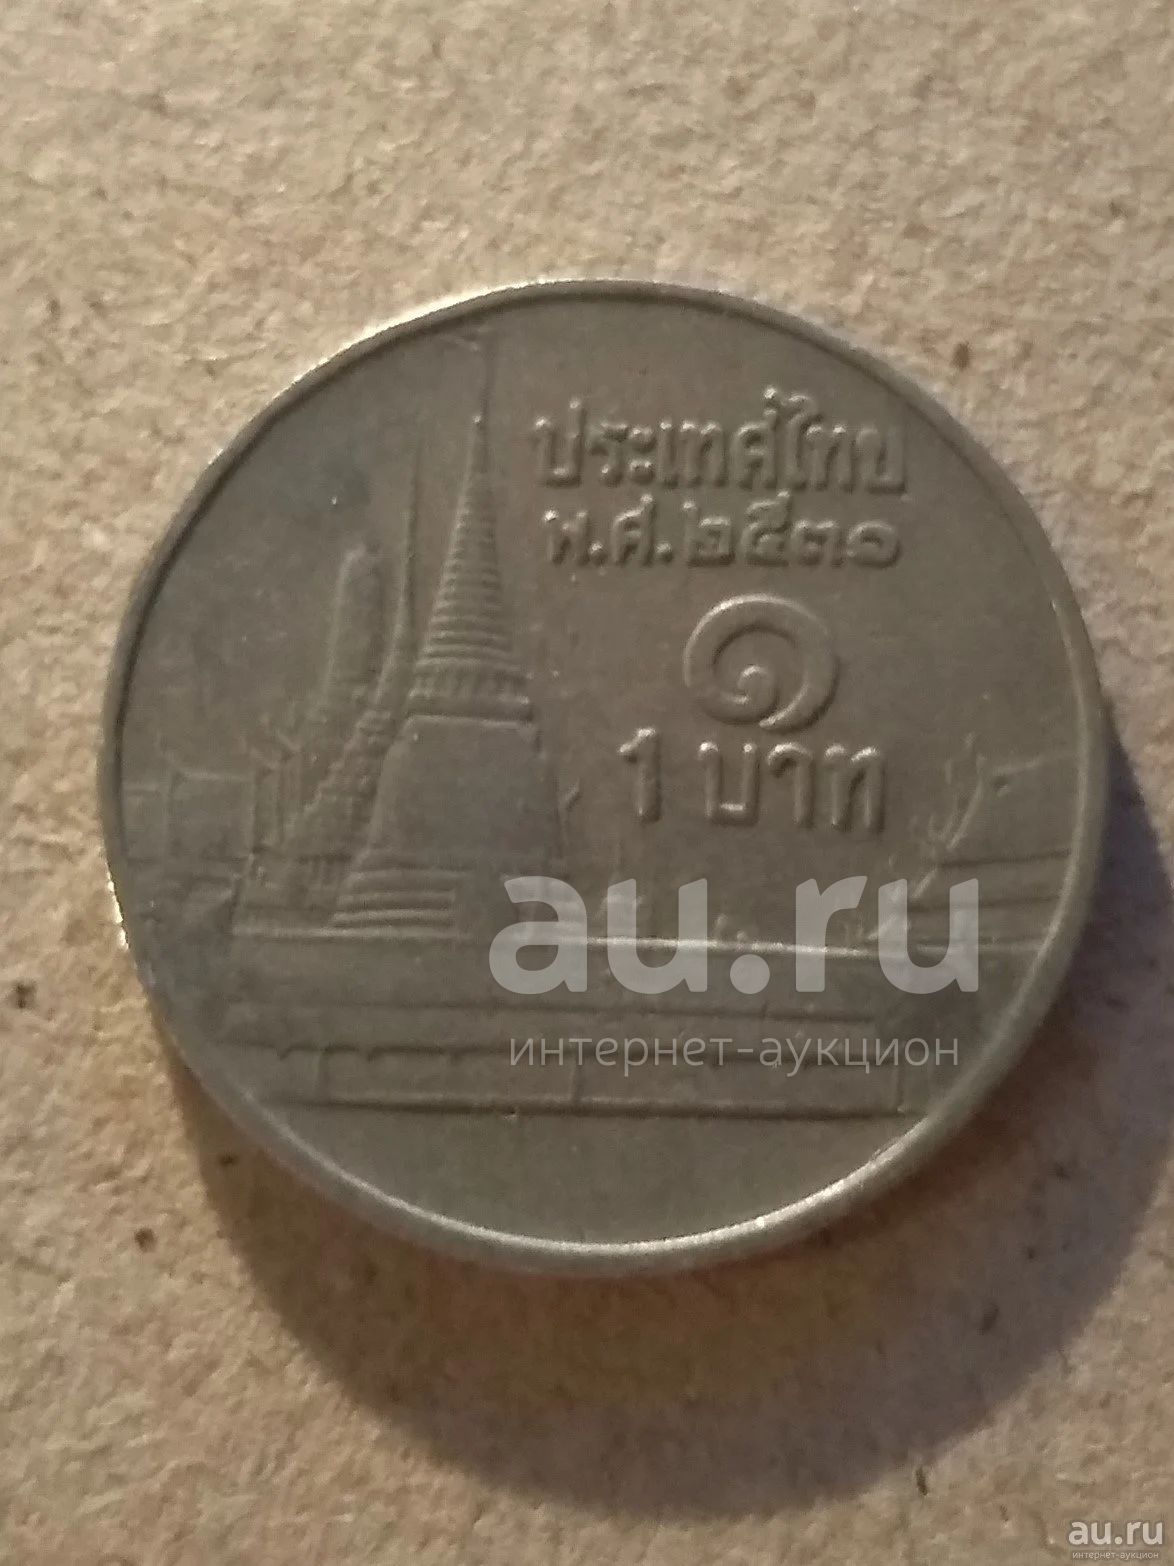 ประเทศไทย
พ.ศ.๒๕๓๑
๑
1 บาท
au.ru
интернет-аукцион
au.ru
интернет-аукцион